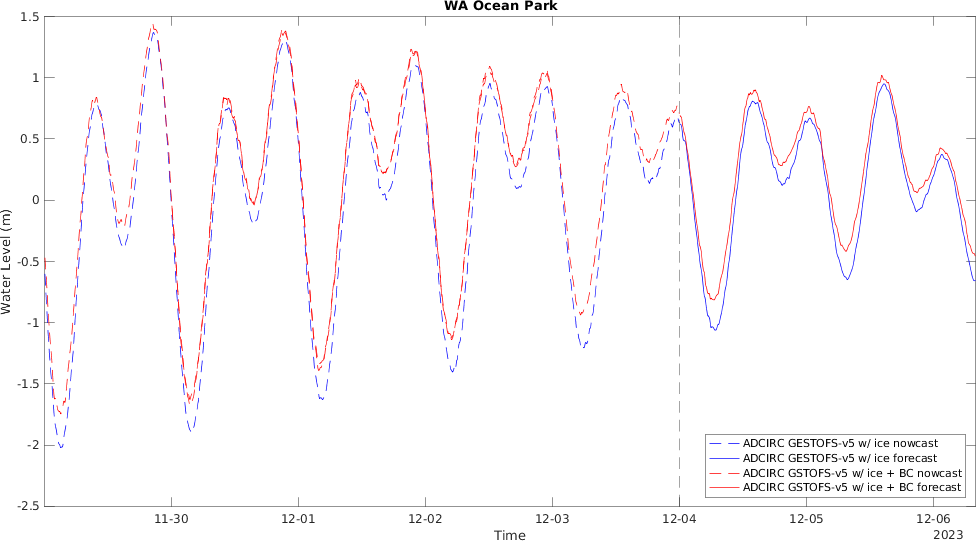 WA Ocean Park
1.5
1
0.5
0
-0.5
-1
-1.5
-2
-2.5
Water Level (m)
ADCIRC GESTOFS-v5 w/ ice nowcast
ADCIRC GESTOFS-v5 w/ ice forecast
ADCIRC GSTOFS-v5 w/ ice + BC nowcast
ADCIRC GSTOFS-v5 w/ ice + BC forecast
11-30 12-01 12-02 12-03 12-04 12-05 12-06
Time
2023